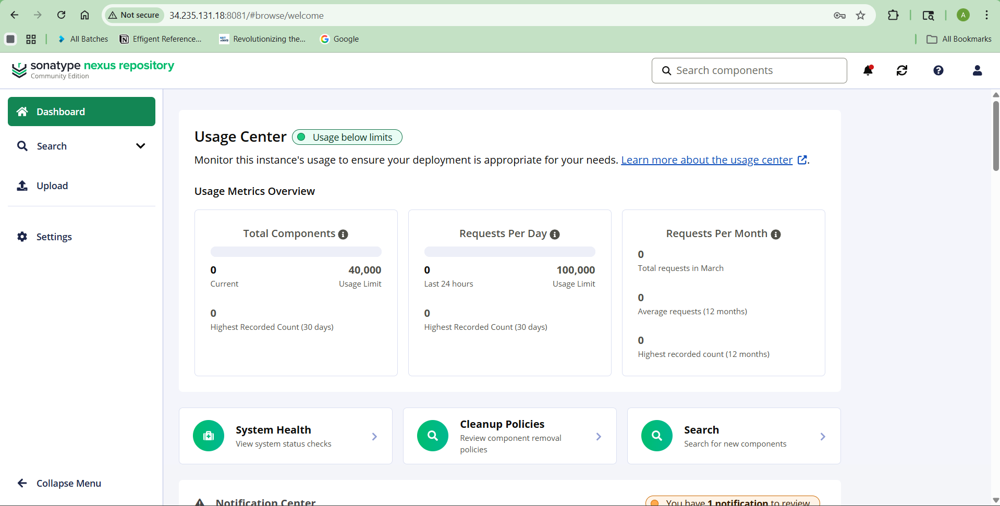 Not secure
34.235.131.18:8081/#browse/welcome
A
All Batches
Effigent Reference...
Revolutionizing the...
Google
All Bookmarks
sonatype nexus repository
Community Edition
Search components
Dashboard
Search
Upload
Settings
Collapse Menu
Usage Center
Usage below limits
Monitor this instance's usage to ensure your deployment is appropriate for your needs. Learn more about the usage center.
Usage Metrics Overview
Total Components
0 40,000
Current Usage Limit
0
Highest Recorded Count (30 days)
Requests Per Day
0 100,000
Last 24 hours Usage Limit
0
Highest Recorded Count (30 days)
Requests Per Month
0
Total requests in March
0
Average requests (12 months)
0
Highest recorded count (12 months)
System Health
View system status checks
Cleanup Policies
Review component removal
policies
Search
Search for new components
Notification Center
You have 1 notification to review